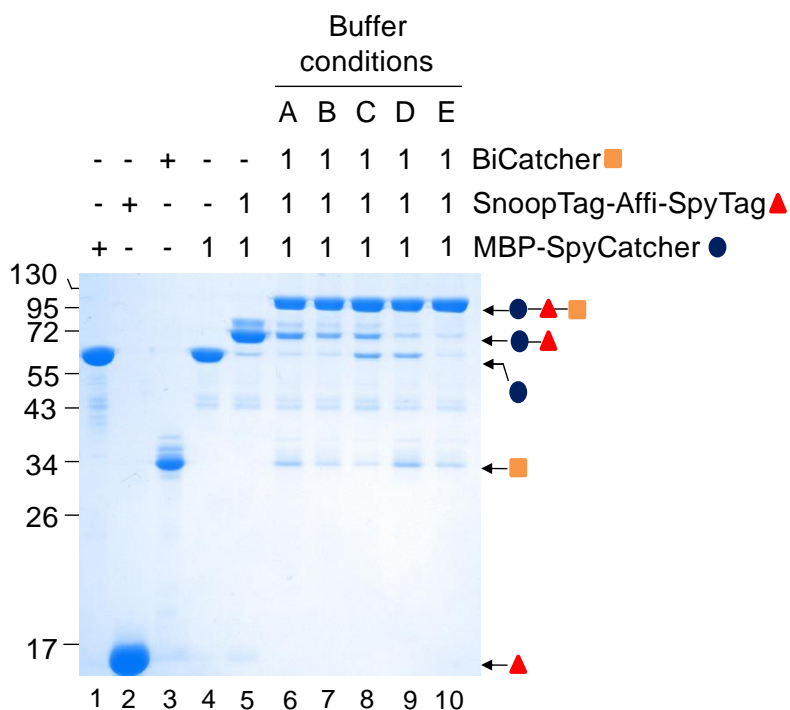 Buffer
conditions
A B C D E
- - + - - 1 1 1 1 1 BiCatcher
- + - - 1 1 1 1 1 1 SnoopTag-Affi-SpyTag
+ - - 1 1 1 1 1 1 1 MBP-SpyCatcher
130
95
72
55
43
34
26
17
1 2 3 4 5 6 7 8 9 10